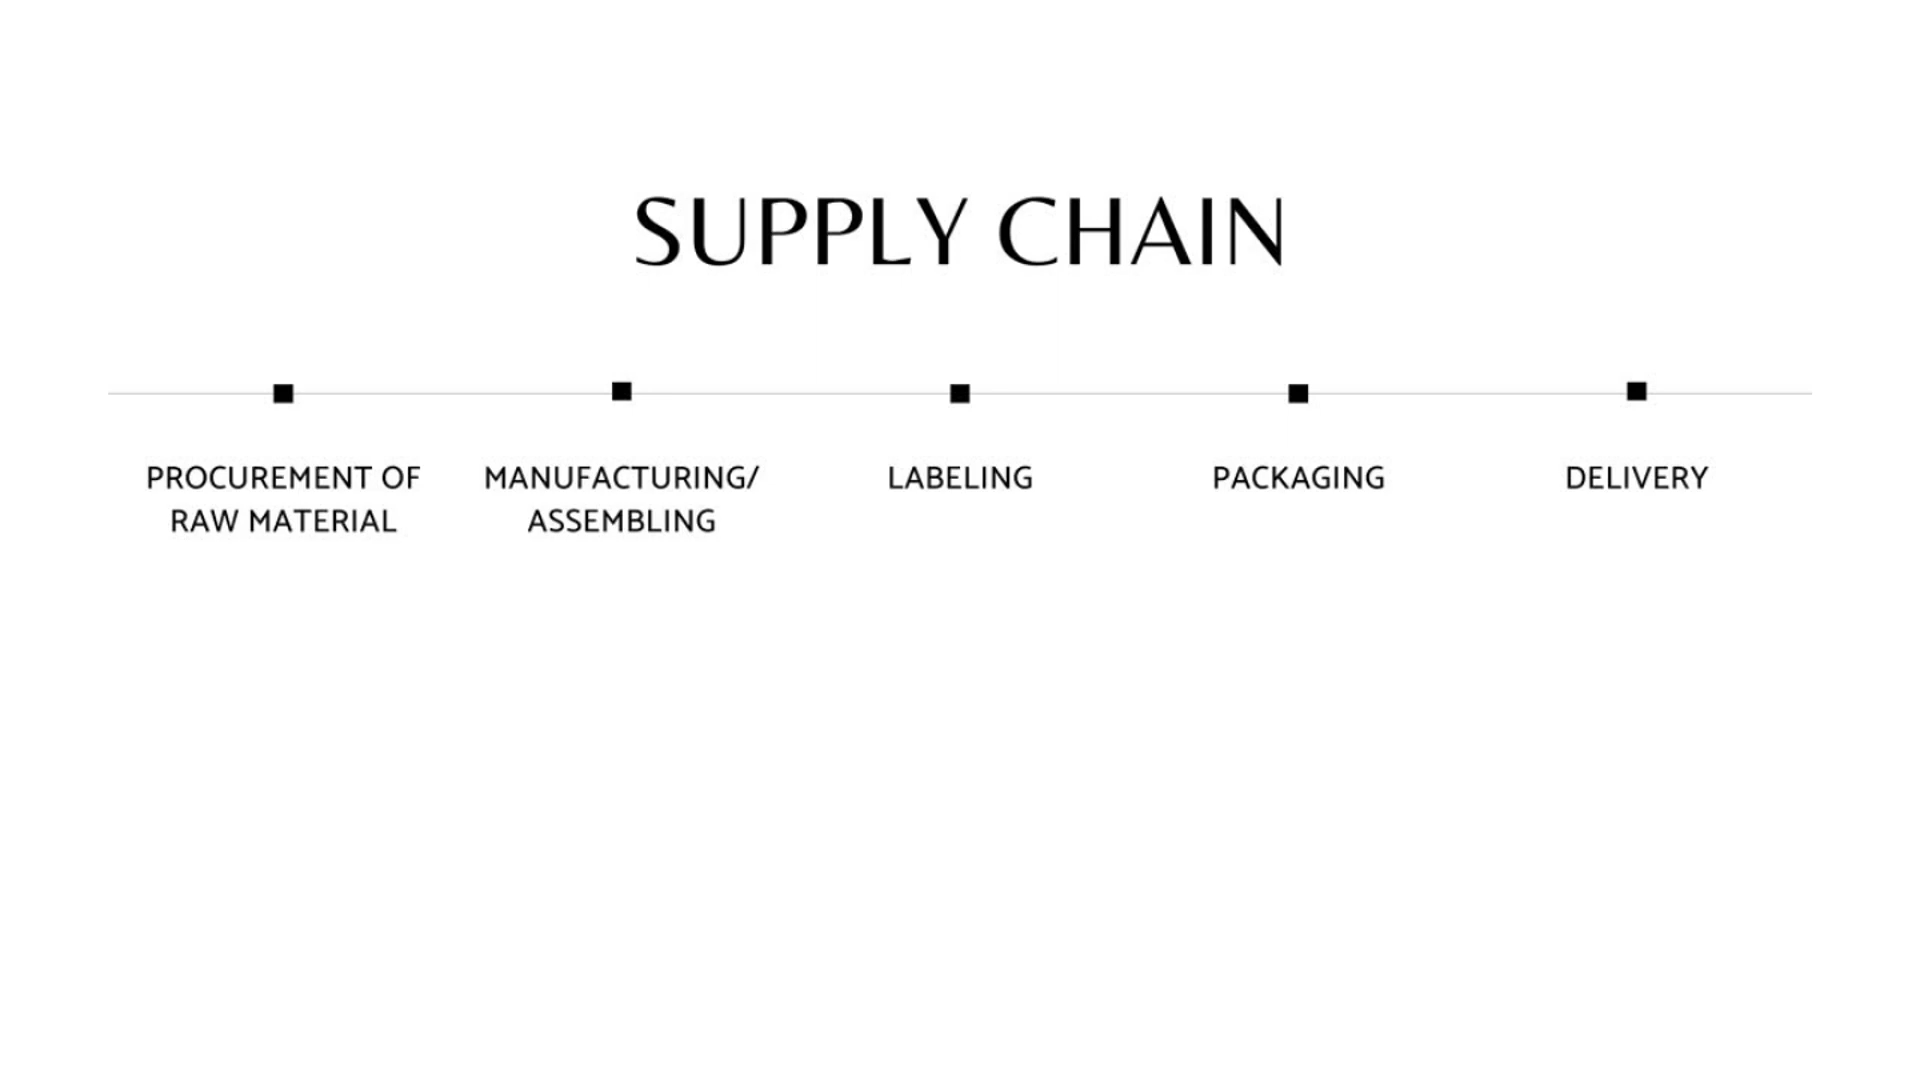 SUPPLY CHAIN
PROCUREMENT OF
RAW MATERIAL
MANUFACTURING/
ASSEMBLING
LABELING
PACKAGING
DELIVERY